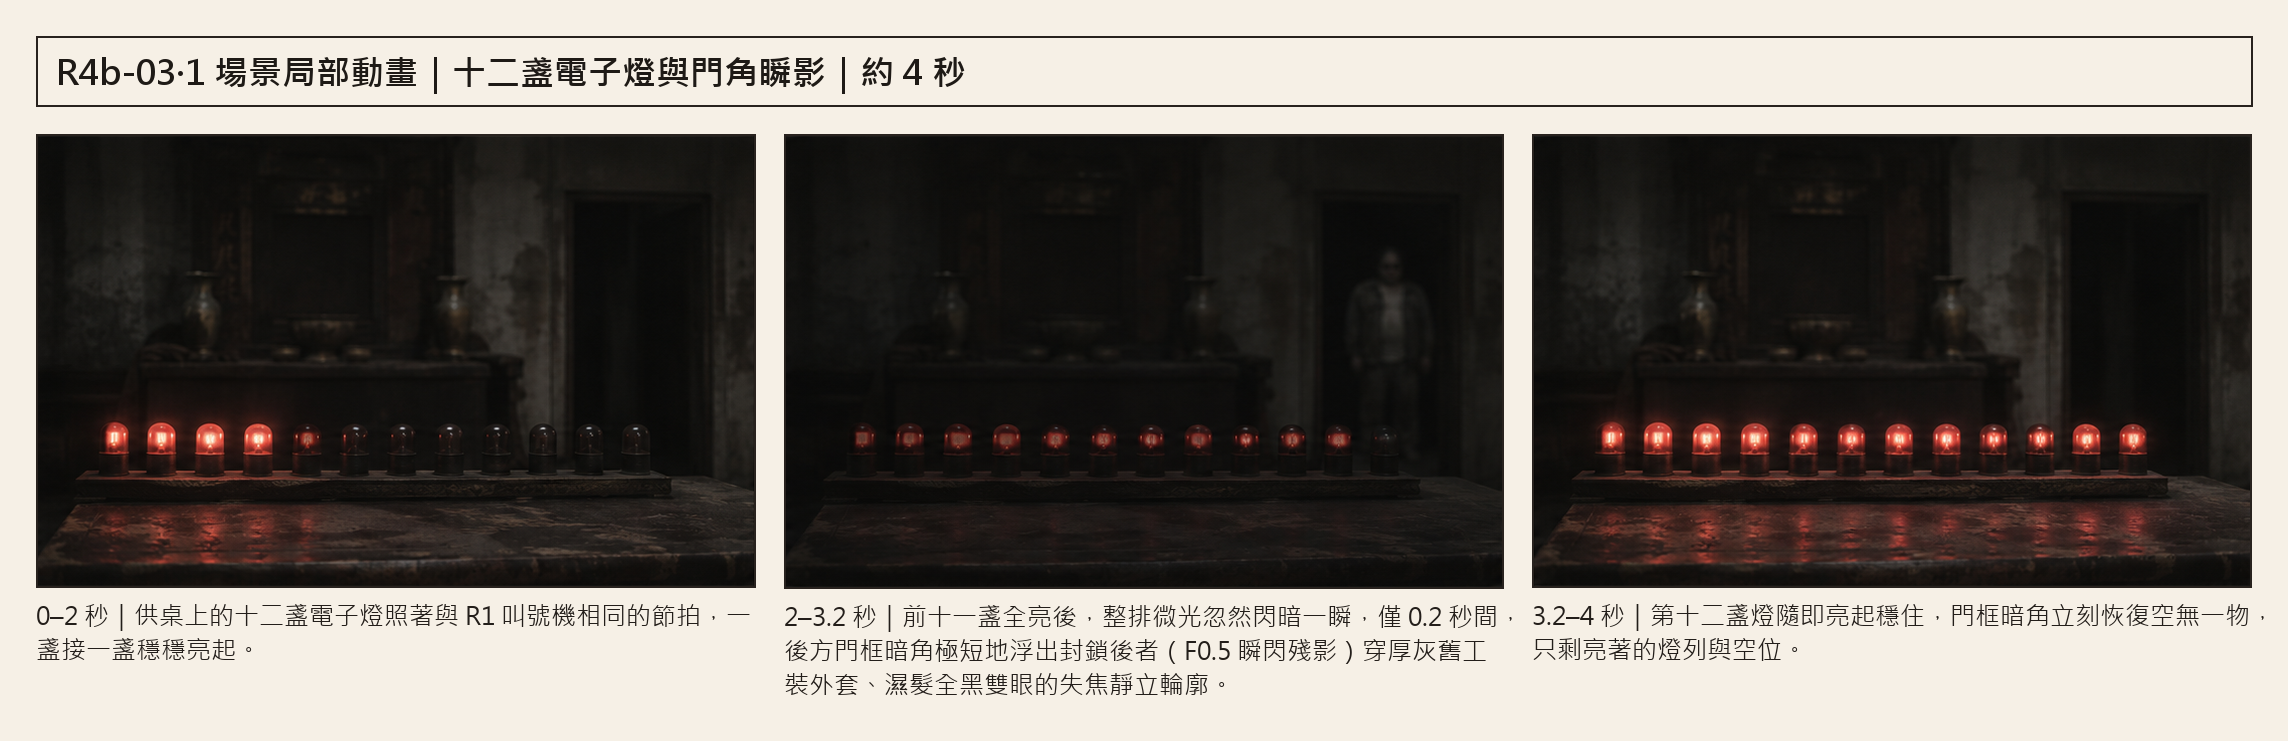 R4b-03·1 場景局部動畫｜十二盞電子燈與門角瞬影｜約 4 秒
0–2 秒｜供桌上的十二盞電子燈照著與 R1 叫號機相同的節拍，一
盞接一盞穩穩亮起。
2–3.2 秒｜前十一盞全亮後，整排微光忽然閃暗一瞬，僅 0.2 秒間，
後方門框暗角極短地浮出封鎖後者（F0.5 瞬閃殘影）穿厚灰舊工
裝外套、濕髮全黑雙眼的失焦靜立輪廓。
3.2–4 秒｜第十二盞燈隨即亮起穩住，門框暗角立刻恢復空無一物，
只剩亮著的燈列與空位。